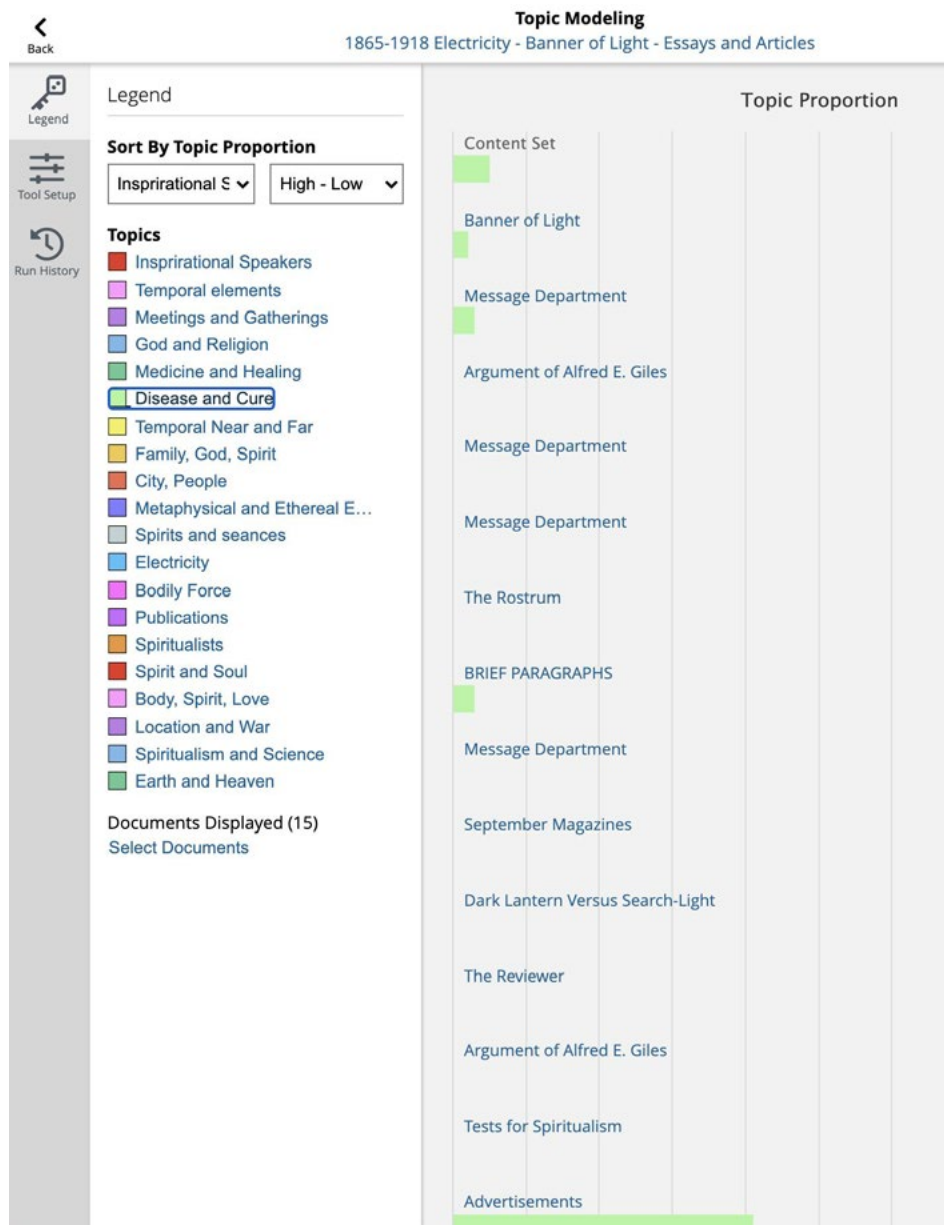 Topic Modeling
Back
1865-1918 Electricity - Banner of Light - Essays and Articles
Legend
Tool Setup
Run History
Legend
Sort By Topic Proportion
Insprirational S
High - Low
Topics
Insprirational Speakers
Temporal elements
Meetings and Gatherings
God and Religion
Medicine and Healing
Disease and Cure
Temporal Near and Far
Family, God, Spirit
City, People
Metaphysical and Ethereal E...
Spirits and seances
Electricity
Bodily Force
Publications
Spiritualists
Spirit and Soul
Body, Spirit, Love
Location and War
Spiritualism and Science
Earth and Heaven
Documents Displayed (15)
Select Documents
Topic Proportion
Content Set
Banner of Light
Message Department
Argument of Alfred E. Giles
Message Department
Message Department
The Rostrum
BRIEF PARAGRAPHS
Message Department
September Magazines
Dark Lantern Versus Search-Light
The Reviewer
Argument of Alfred E. Giles
Tests for Spiritualism
Advertisements